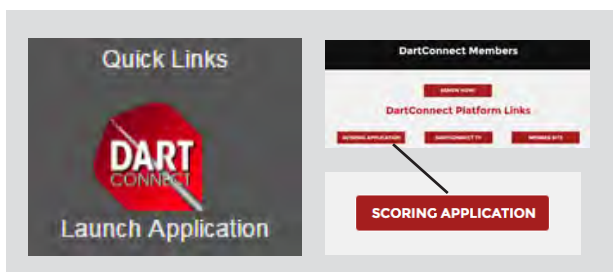 Quick Links
DART
CONNECT
Launch Application
DartConnect Members
RENEW NOW!
DartConnect Platform Links
SCORING APPLICATION
DARTCONNECT TV
MEMBER SITE
SCORING APPLICATION